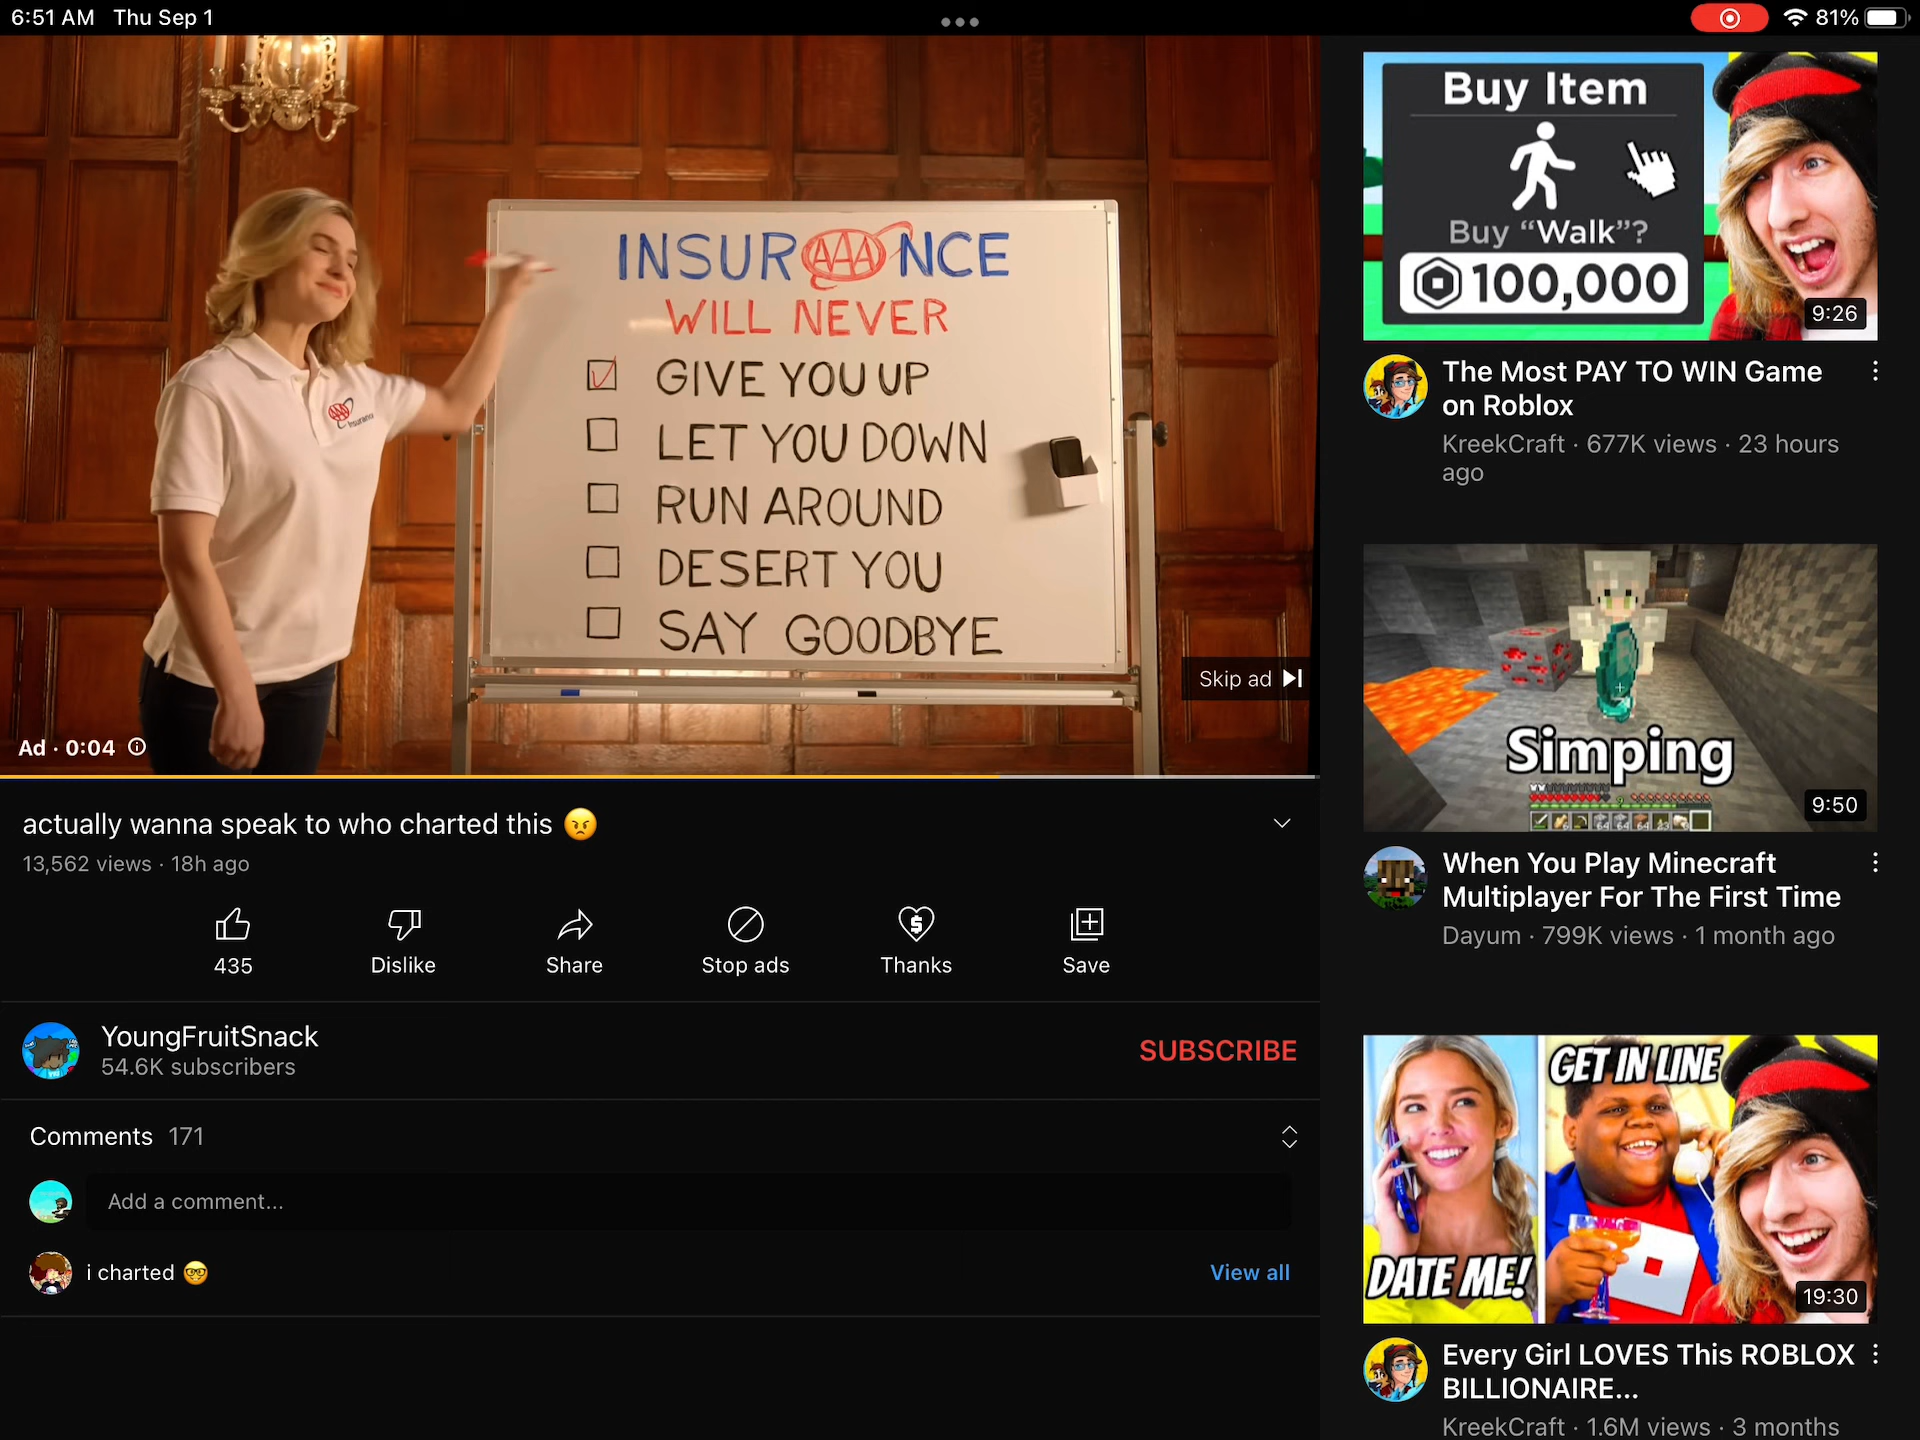 6:51 AM Thu Sep 1
81%
INSURAAANCE
WILL NEVER
GIVE YOU UP
LET YOU DOWN
RUN AROUND
DESERT YOU
SAY GOODBYE
AAA
Insurance
Skip ad
Ad · 0:04
actually wanna speak to who charted this 😠
13,562 views · 18h ago
435
Dislike
Share
Stop ads
Thanks
Save
YoungFruitSnack
54.6K subscribers
SUBSCRIBE
Comments 171
Add a comment...
i charted 🤓
View all
Buy Item
Buy “Walk”?
100,000
9:26
The Most PAY TO WIN Game
on Roblox
KreekCraft · 677K views · 23 hours
ago
Simping
9:50
When You Play Minecraft
Multiplayer For The First Time
Dayum · 799K views · 1 month ago
GET IN LINE
DATE ME!
19:30
Every Girl LOVES This ROBLOX
BILLIONAIRE...
KreekCraft · 1.6M views · 3 months